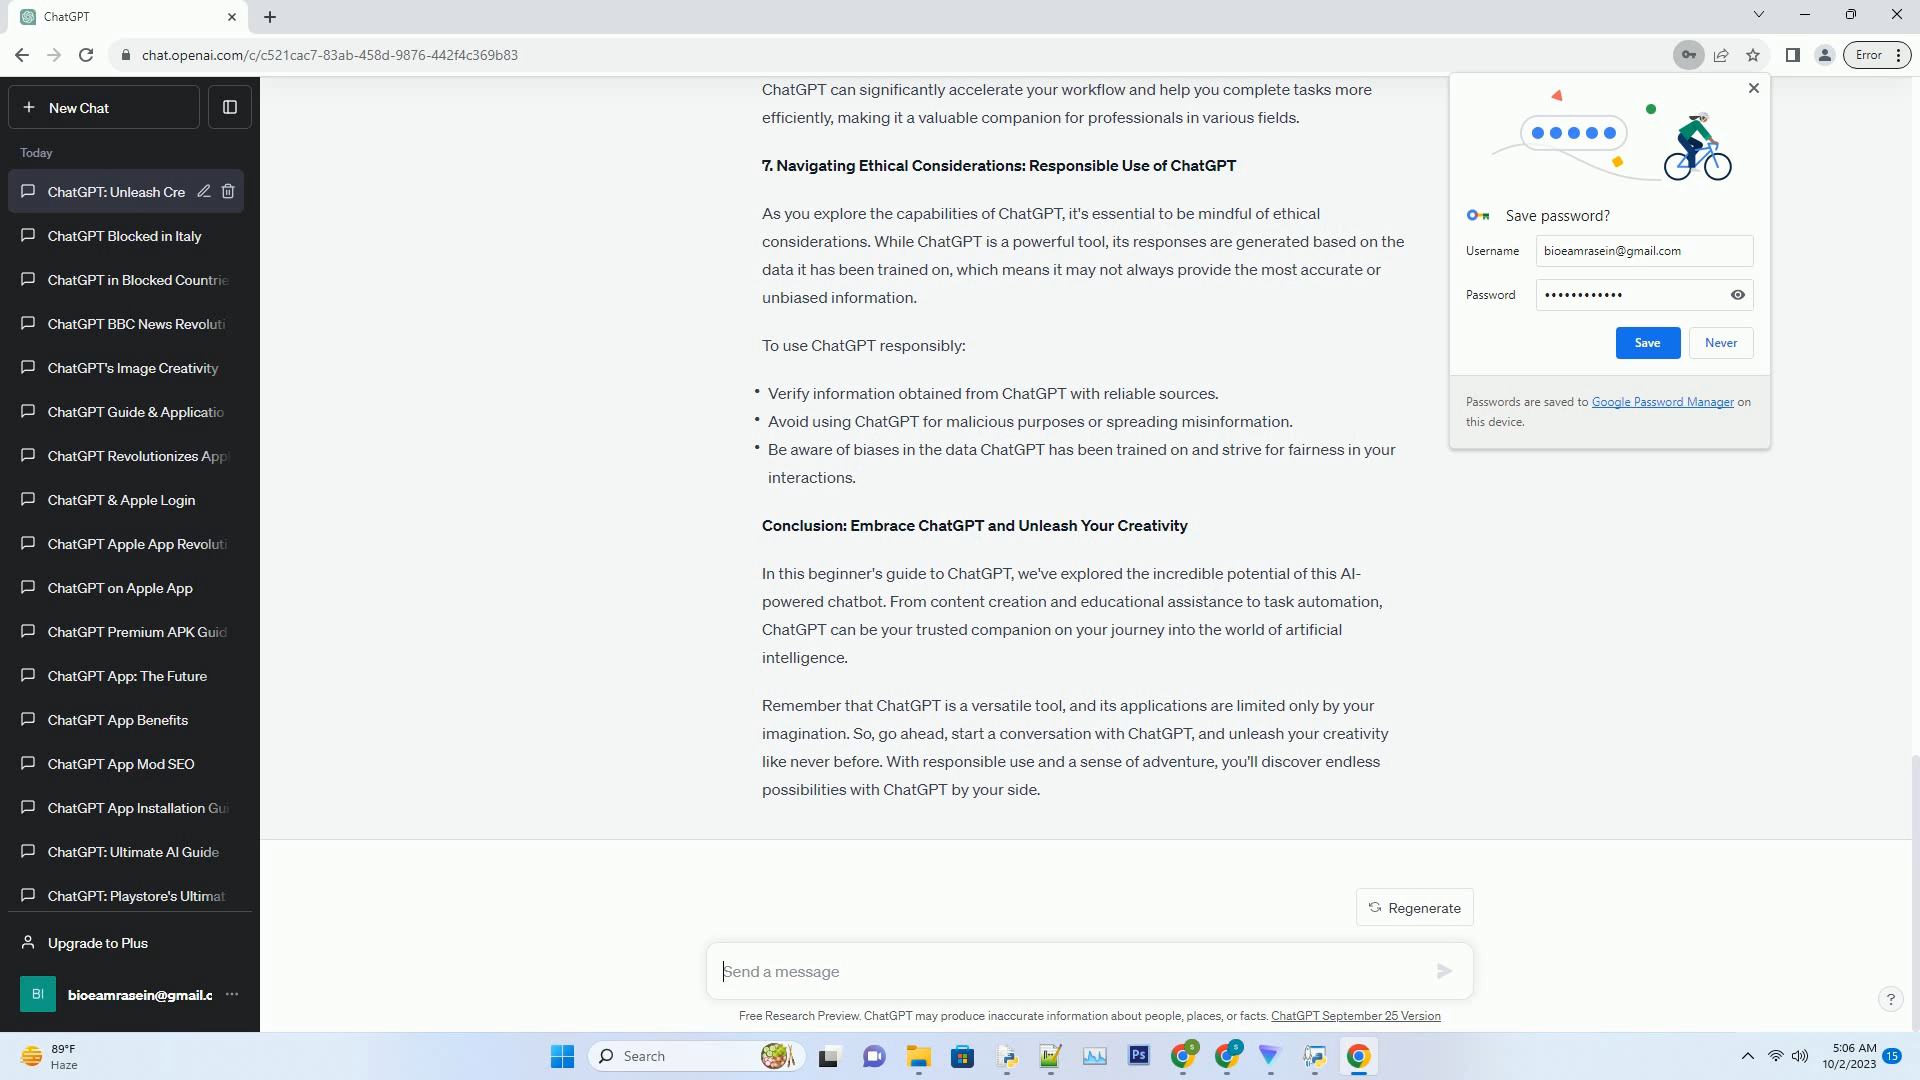 ChatGPT
chat.openai.com/c/c521cac7-83ab-458d-9876-442f4c369b83
Error
New Chat
Today
ChatGPT: Unleash Cre
ChatGPT Blocked in Italy
ChatGPT in Blocked Countrie
ChatGPT BBC News Revoluti
ChatGPT's Image Creativity
ChatGPT Guide & Applicatio
ChatGPT Revolutionizes Appl
ChatGPT & Apple Login
ChatGPT Apple App Revoluti
ChatGPT on Apple App
ChatGPT Premium APK Guid
ChatGPT App: The Future
ChatGPT App Benefits
ChatGPT App Mod SEO
ChatGPT App Installation Gui
ChatGPT: Ultimate AI Guide
ChatGPT: Playstore's Ultimat
Upgrade to Plus
BI
bioeamrasein@gmail.c
ChatGPT can significantly accelerate your workflow and help you complete tasks more
efficiently, making it a valuable companion for professionals in various fields.
7. Navigating Ethical Considerations: Responsible Use of ChatGPT
As you explore the capabilities of ChatGPT, it's essential to be mindful of ethical
considerations. While ChatGPT is a powerful tool, its responses are generated based on the
data it has been trained on, which means it may not always provide the most accurate or
unbiased information.
To use ChatGPT responsibly:
• Verify information obtained from ChatGPT with reliable sources.
• Avoid using ChatGPT for malicious purposes or spreading misinformation.
• Be aware of biases in the data ChatGPT has been trained on and strive for fairness in your
interactions.
Conclusion: Embrace ChatGPT and Unleash Your Creativity
In this beginner's guide to ChatGPT, we've explored the incredible potential of this AI-
powered chatbot. From content creation and educational assistance to task automation,
ChatGPT can be your trusted companion on your journey into the world of artificial
intelligence.
Remember that ChatGPT is a versatile tool, and its applications are limited only by your
imagination. So, go ahead, start a conversation with ChatGPT, and unleash your creativity
like never before. With responsible use and a sense of adventure, you'll discover endless
possibilities with ChatGPT by your side.
Regenerate
Send a message
Free Research Preview. ChatGPT may produce inaccurate information about people, places, or facts. ChatGPT September 25 Version
?
Save password?
Username
bioeamrasein@gmail.com
Password
••••••••••••
Save
Never
Passwords are saved to Google Password Manager on
this device.
89°F
Haze
Search
Ps
S
S
5:06 AM
10/2/2023
15